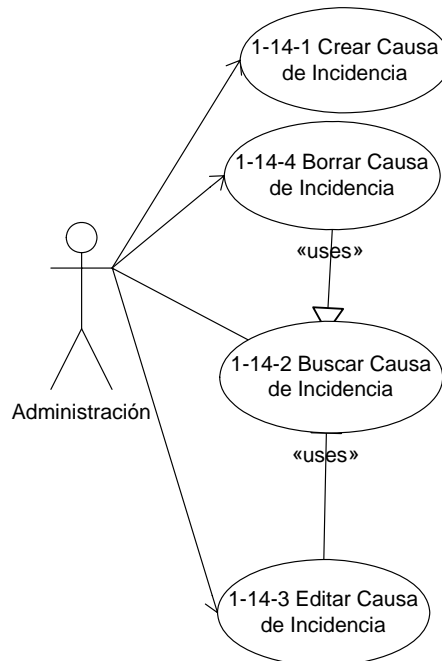 1-14-1 Crear Causa
de Incidencia
1-14-4 Borrar Causa
de Incidencia
«uses»
1-14-2 Buscar Causa
de Incidencia
Administración
«uses»
1-14-3 Editar Causa
de Incidencia